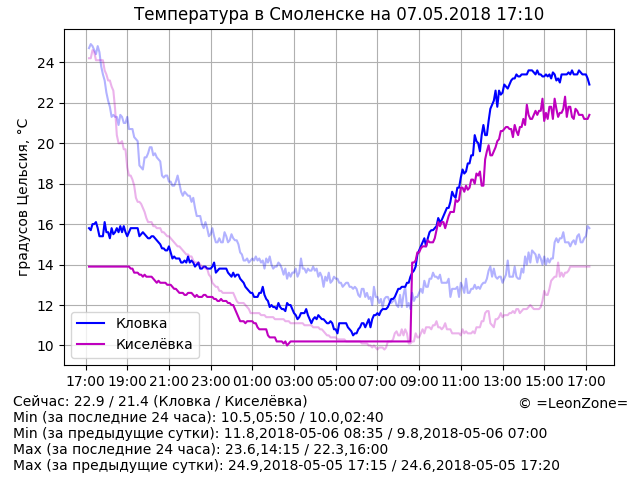 Температура в Смоленске на 07.05.2018 17:10
градусов Цельсия, °C
24
22
20
18
16
14
12
10
Кловка
Киселёвка
17:00 19:00 21:00 23:00 01:00 03:00 05:00 07:00 09:00 11:00 13:00 15:00 17:00
Сейчас: 22.9 / 21.4 (Кловка / Киселёвка)
© =LeonZone=
Min (за последние 24 часа): 10.5,05:50 / 10.0,02:40
Min (за предыдущие сутки): 11.8,2018-05-06 08:35 / 9.8,2018-05-06 07:00
Max (за последние 24 часа): 23.6,14:15 / 22.3,16:00
Max (за предыдущие сутки): 24.9,2018-05-05 17:15 / 24.6,2018-05-05 17:20